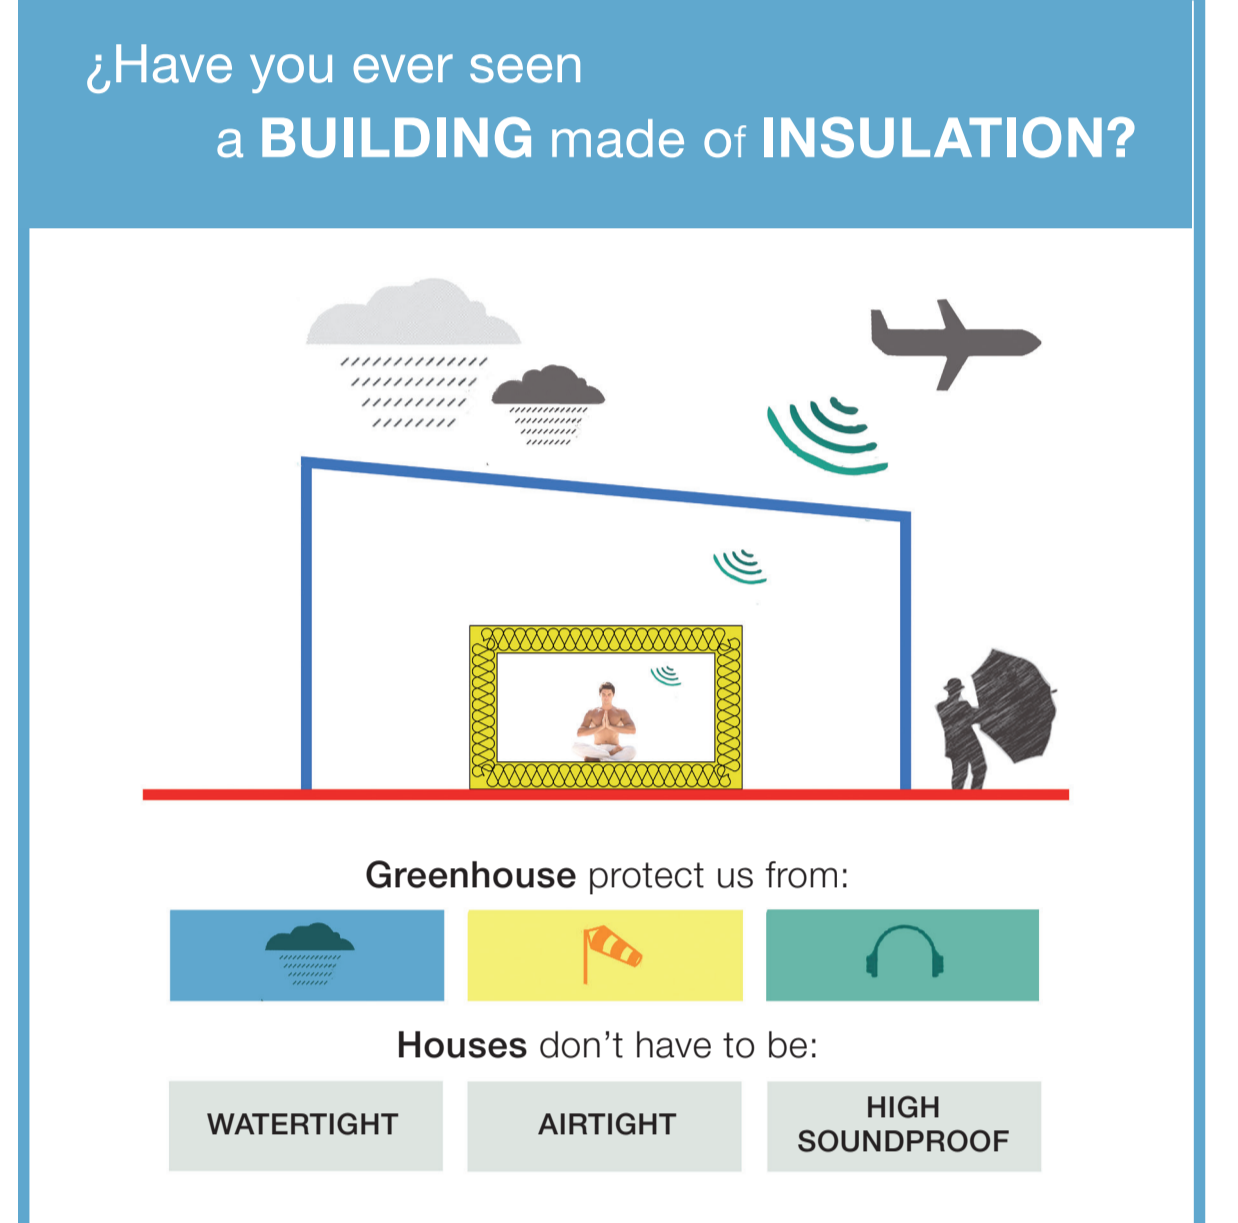 ¿Have you ever seen
a BUILDING made of INSULATION?
Greenhouse protect us from:
Houses don't have to be:
WATERTIGHT
AIRTIGHT
HIGH
SOUNDPROOF